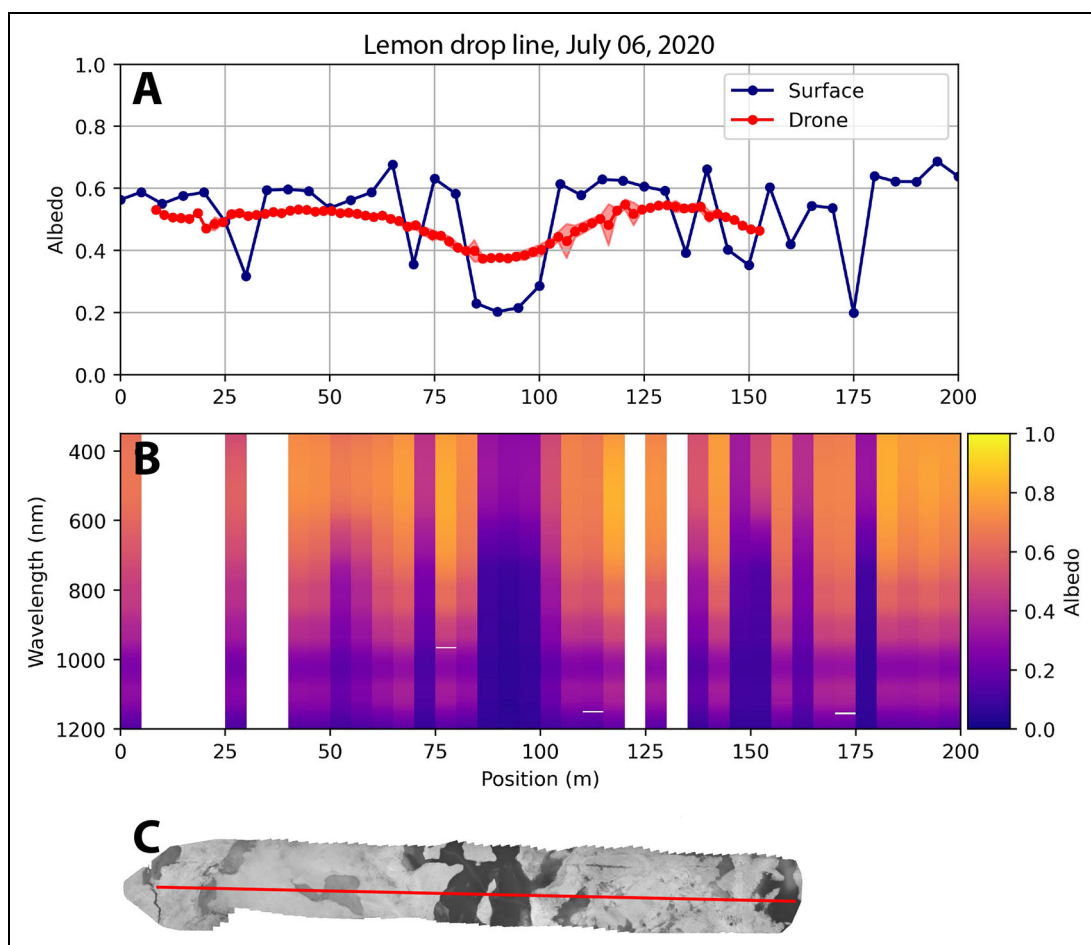 Lemon drop line, July 06, 2020
A
Surface
Drone
Albedo
1.0
0.8
0.6
0.4
0.2
0.0
0 25 50 75 100 125 150 175 200
B
Wavelength (nm)
400
600
800
1000
1200
0 25 50 75 100 125 150 175 200
Position (m)
1.0
0.8
0.6
0.4
0.2
0.0
Albedo
C